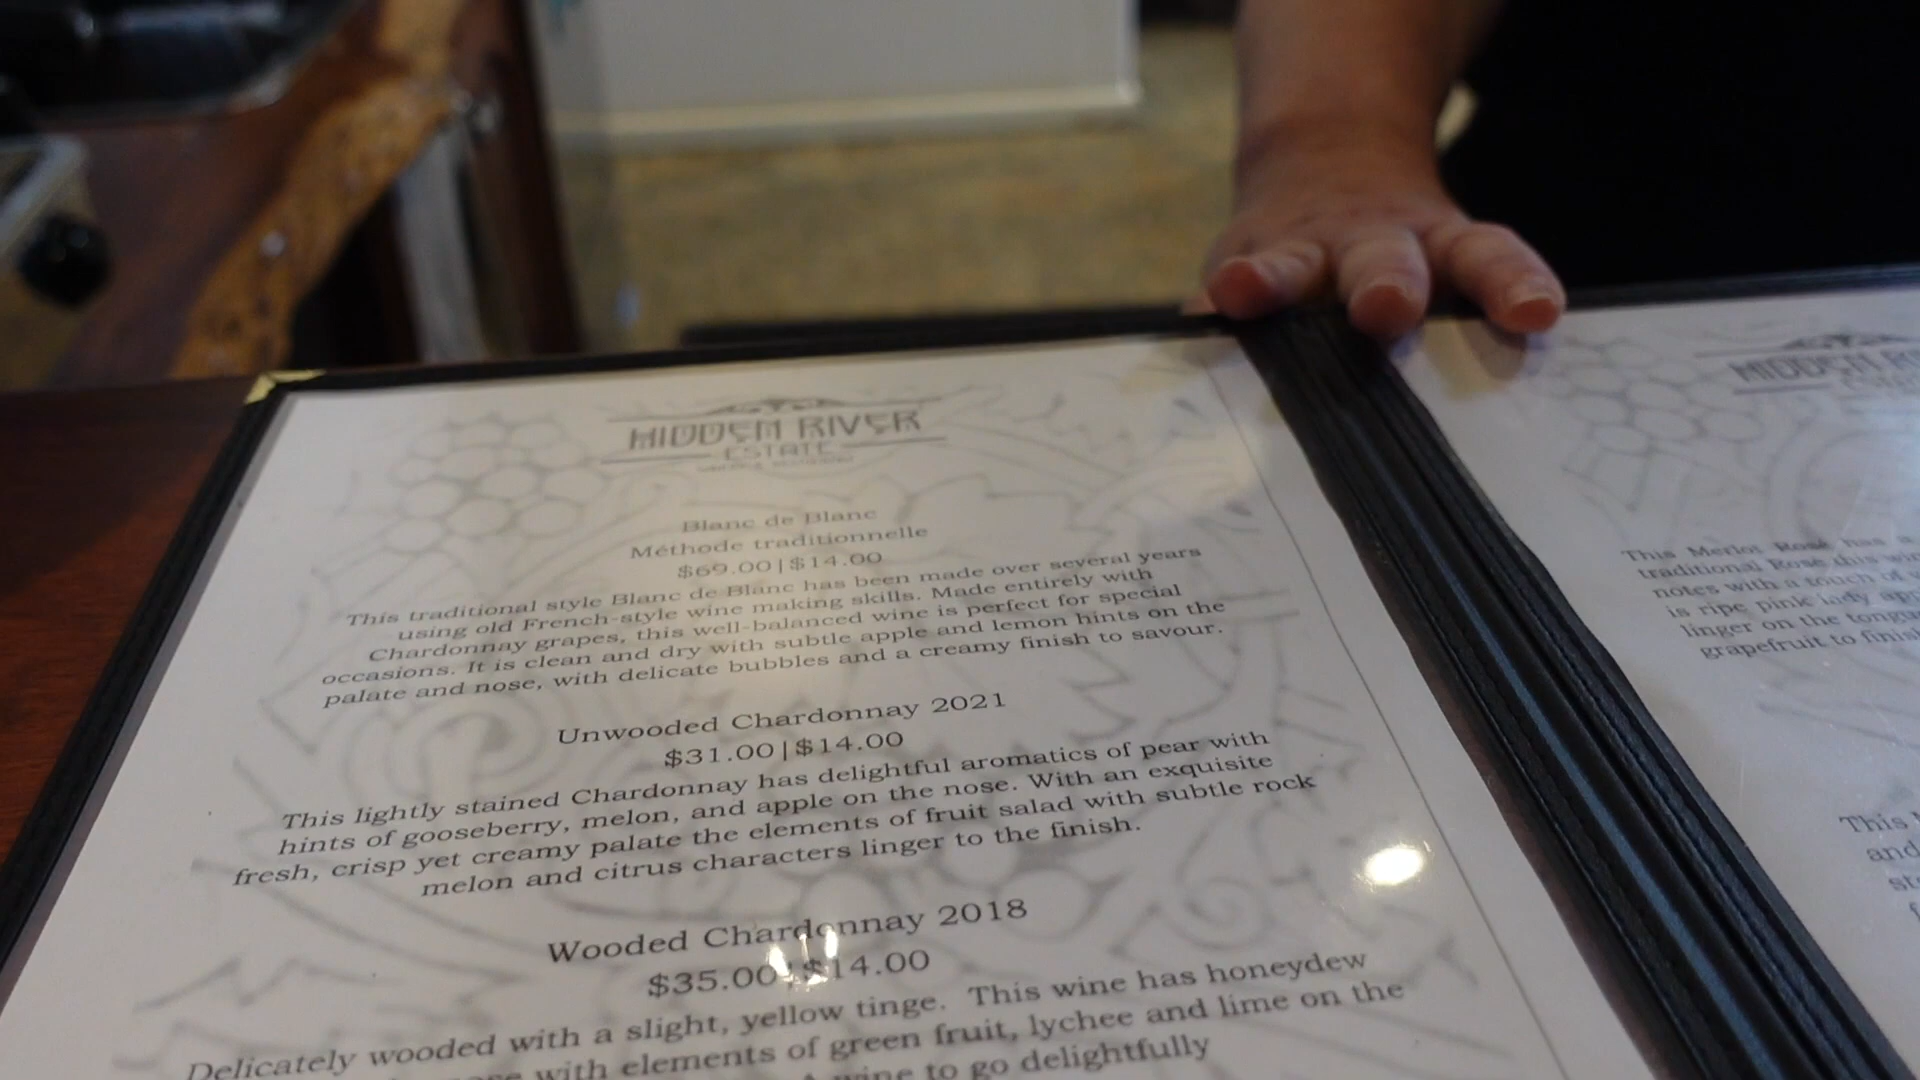 HIDDEN RIVER
ESTATE
Blanc de Blanc
Méthode traditionnelle
$69.00|$14.00
This traditional style Blanc de Blanc has been made over several years
using old French-style wine making skills. Made entirely with
Chardonnay grapes, this well-balanced wine is perfect for special
occasions. It is clean and dry with subtle apple and lemon hints on the
palate and nose, with delicate bubbles and a creamy finish to savour.
Unwooded Chardonnay 2021
$31.00|$14.00
This lightly stained Chardonnay has delightful aromatics of pear with
hints of gooseberry, melon, and apple on the nose. With an exquisite
fresh, crisp yet creamy palate the elements of fruit salad with subtle rock
melon and citrus characters linger to the finish.
Wooded Chardonnay 2018
$35.00|$14.00
Delicately wooded with a slight, yellow tinge. This wine has honeydew
with elements of green fruit, lychee and lime on the
wine to go delightfully
HIDDEN
This Merlot Rosé has a
traditional Rosé this
notes with a touch of
is ripe pink lady
linger on the
grapefruit to finish
This
and